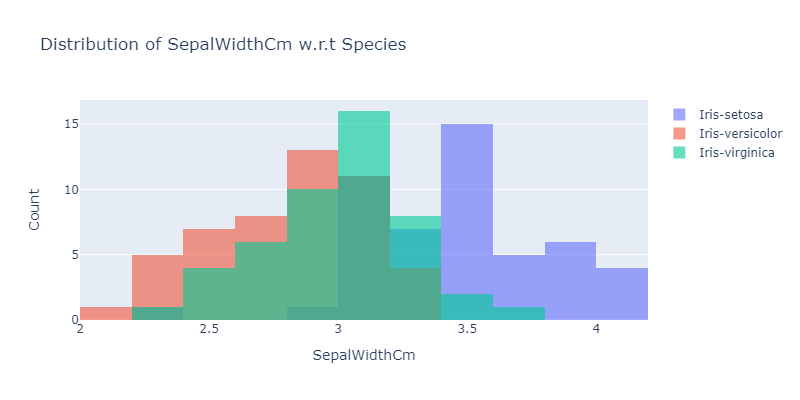 Distribution of SepalWidthCm w.r.t Species
Iris-setosa
Iris-versicolor
Iris-virginica
15
10
5
0
Count
2
2.5
3
3.5
4
SepalWidthCm